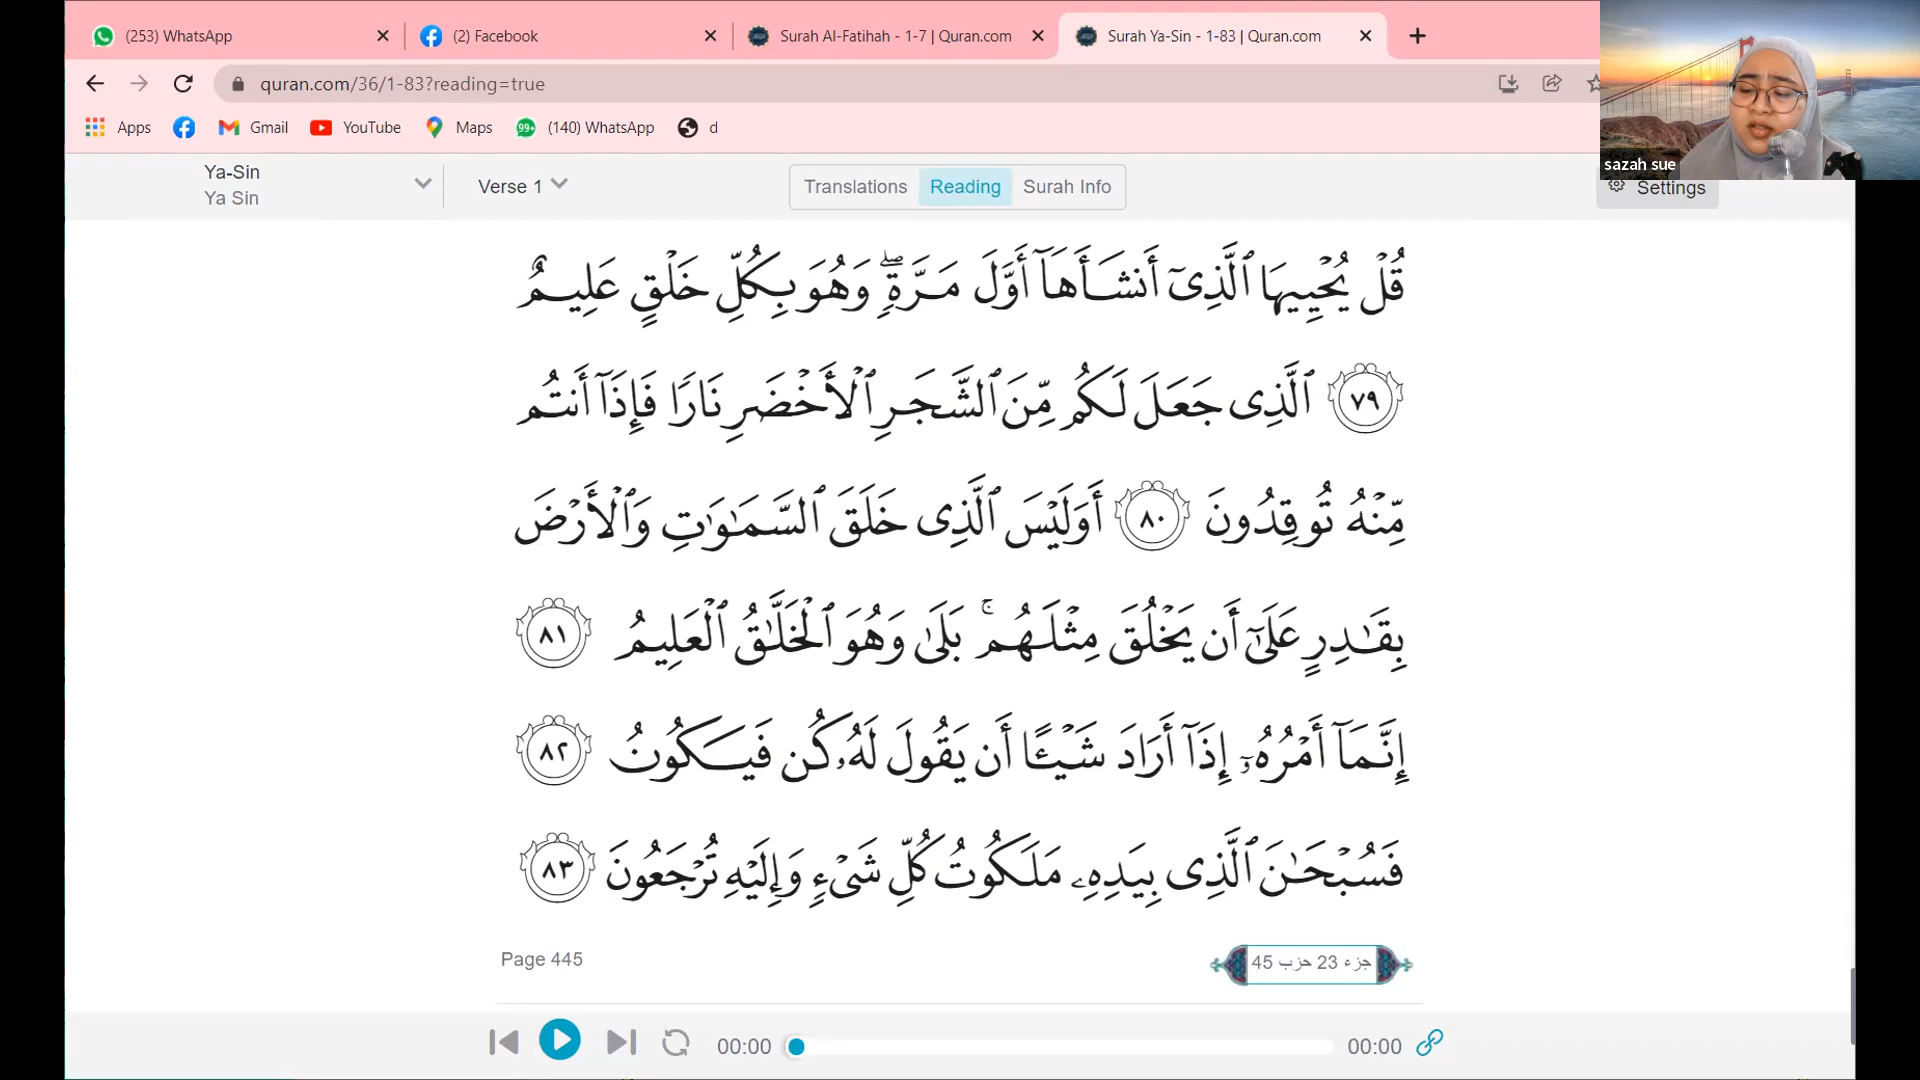 (253) WhatsApp
(2) Facebook
Surah Al-Fatihah - 1-7 | Quran.com
Surah Ya-Sin - 1-83 | Quran.com
quran.com/36/1-83?reading=true
Apps
Gmail
YouTube
Maps
99+
(140) WhatsApp
d
sazah sue
Ya-Sin
Ya Sin
Verse 1
Translations
Reading
Surah Info
Settings
قُلْ يُحْيِيهَا ٱلَّذِىٓ أَنشَأَهَآ أَوَّلَ مَرَّةٍۢ ۖ وَهُوَ بِكُلِّ خَلْقٍ عَلِيمٌ
٧٩ ٱلَّذِى جَعَلَ لَكُم مِّنَ ٱلشَّجَرِ ٱلْأَخْضَرِ نَارًا فَإِذَآ أَنتُم
مِّنْهُ تُوقِدُونَ ٨٠ أَوَلَيْسَ ٱلَّذِى خَلَقَ ٱلسَّمَـٰوَٰتِ وَٱلْأَرْضَ
بِقَـٰدِرٍ عَلَىٰٓ أَن يَخْلُقَ مِثْلَهُم ۚ بَلَىٰ وَهُوَ ٱلْخَلَّـٰقُ ٱلْعَلِيمُ ٨١
إِنَّمَآ أَمْرُهُۥٓ إِذَآ أَرَادَ شَيْـًٔا أَن يَقُولَ لَهُۥ كُن فَيَكُونُ ٨٢
فَسُبْحَـٰنَ ٱلَّذِى بِيَدِهِۦ مَلَكُوتُ كُلِّ شَىْءٍ وَإِلَيْهِ تُرْجَعُونَ ٨٣
Page 445
جزء 23 حزب 45
00:00
00:00